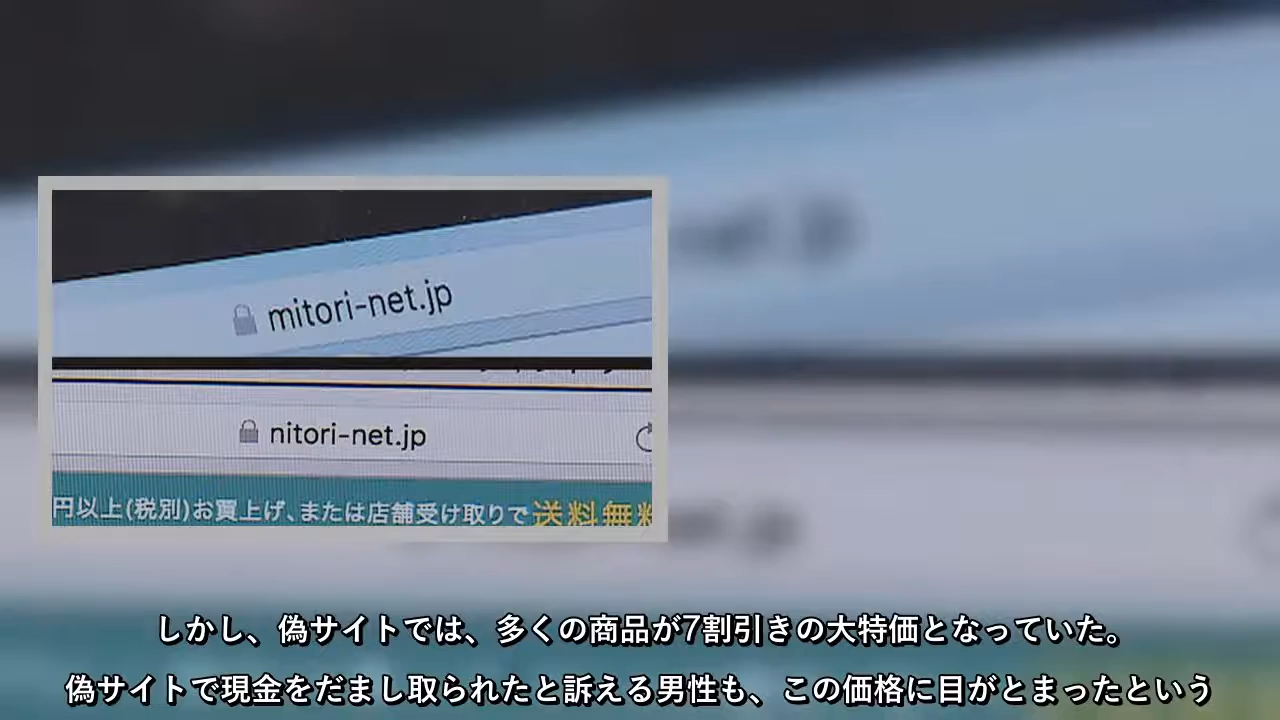 mitori-net.jp
nitori-net.jp
円以上(税別)お買上げ、または店舗受け取りで送料無料
しかし、偽サイトでは、多くの商品が7割引きの大特価となっていた。
偽サイトで現金をだまし取られたと訴える男性も、この価格に目がとまったという